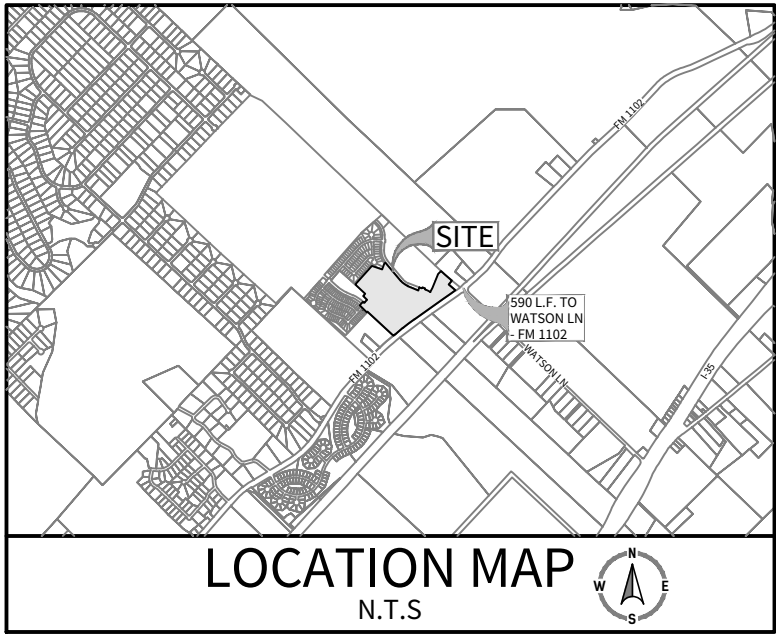 FM 1102
SITE
590 L.F. TO
WATSON LN
- FM 1102
FM 1102
WATSON LN
I-35
LOCATION MAP
N.T.S
N
W
E
S